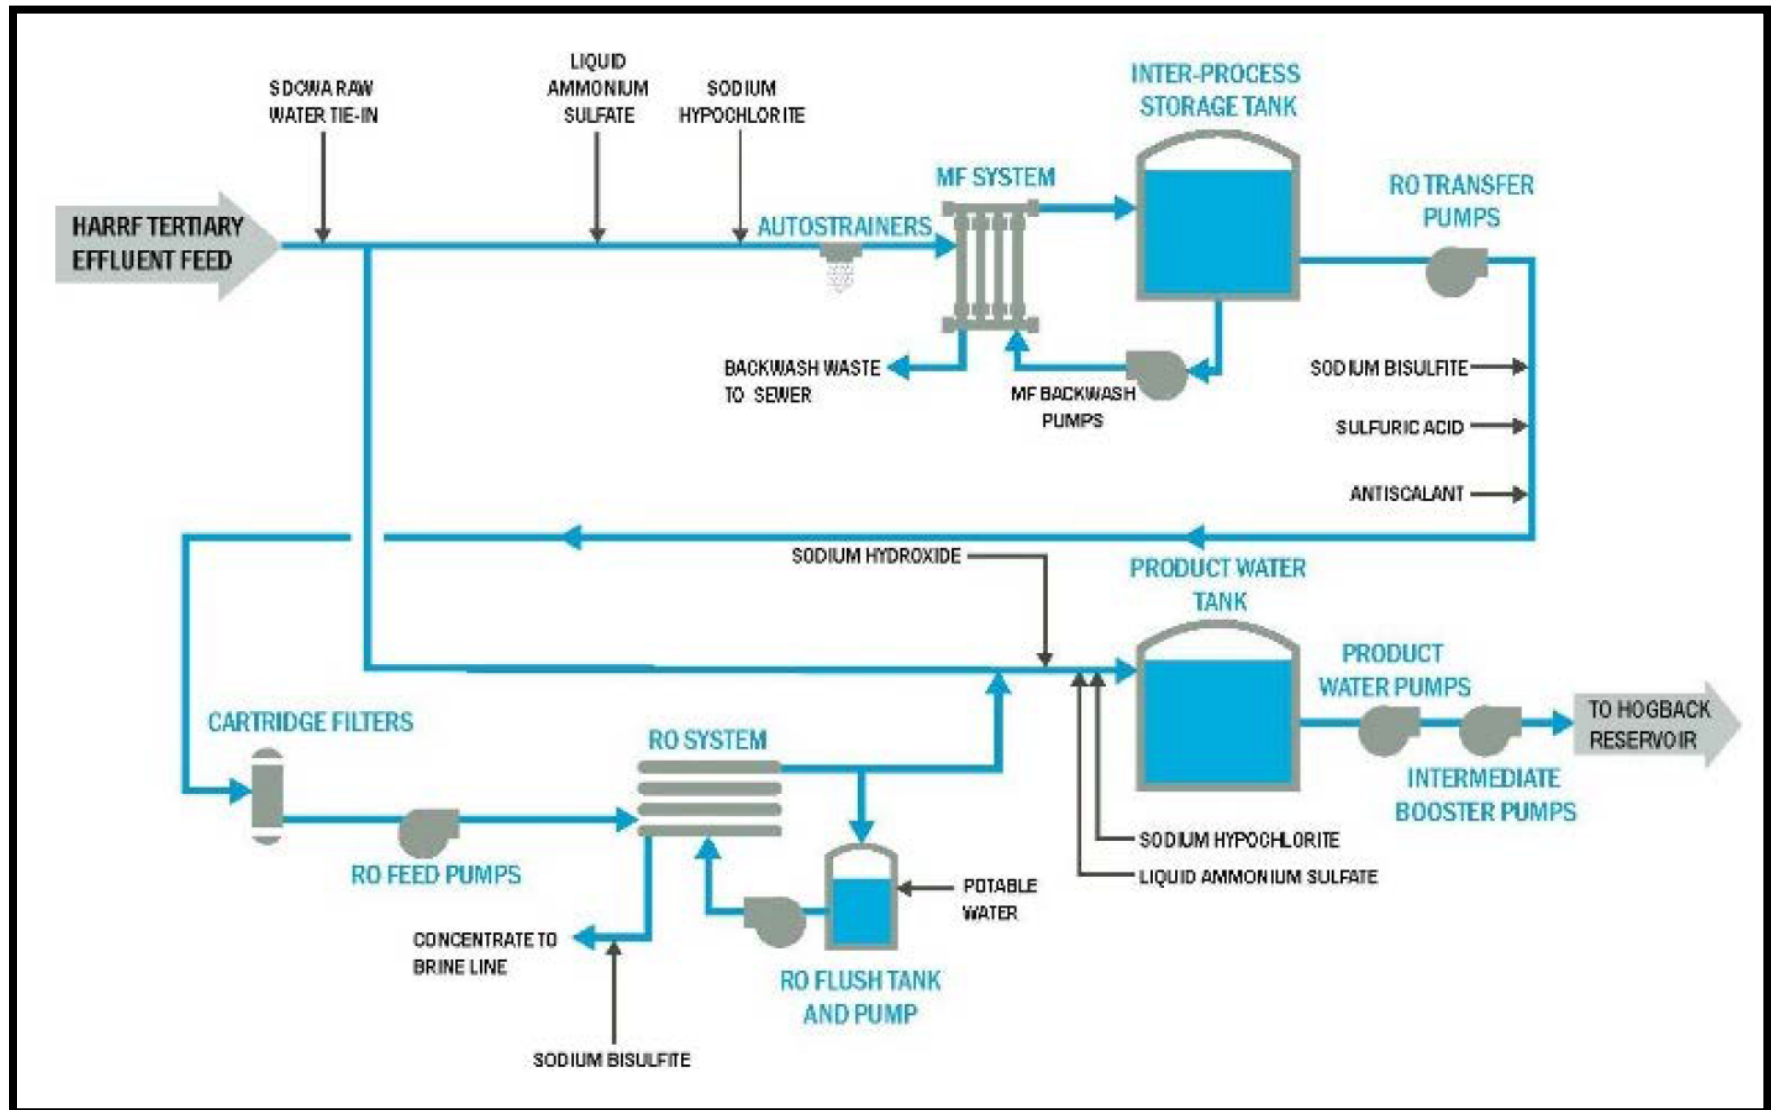 SDCWA RAW
WATER TIE-IN
LIQUID
AMMONIUM
SULFATE
SODIUM
HYPOCHLORITE
INTER-PROCESS
STORAGE TANK
MF SYSTEM
RO TRANSFER
PUMPS
HARRF TERTIARY
EFFLUENT FEED
AUTOSTRAINERS
BACKWASH WASTE
TO SEWER
MF BACKWASH
PUMPS
SODIUM BISULFITE
SULFURIC ACID
ANTISCALANT
SODIUM HYDROXIDE
PRODUCT WATER
TANK
PRODUCT
WATER PUMPS
CARTRIDGE FILTERS
RO SYSTEM
TO HOGBACK
RESERVOIR
INTERMEDIATE
BOOSTER PUMPS
SODIUM HYPOCHLORITE
LIQUID AMMONIUM SULFATE
RO FEED PUMPS
POTABLE
WATER
CONCENTRATE TO
BRINE LINE
RO FLUSH TANK
AND PUMP
SODIUM BISULFITE